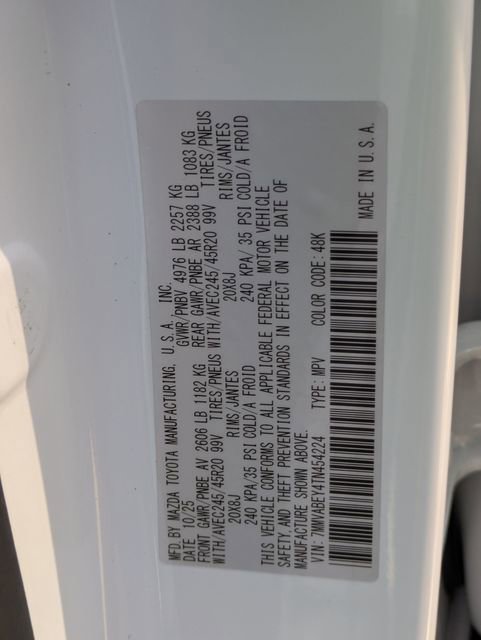 MFD. BY MAZDA TOYOTA MANUFACTURING, U.S.A. INC.
DATE 10/25 GVWR/PNBV 4976 LB 2257 KG
FRONT GAWR/PNBE AV 2606 LB 1182 KG REAR GAWR/PNBE AR 2388 LB 1083 KG
WITH/AVEC245/45R20 99V TIRES/PNEUS WITH/AVEC245/45R20 99V TIRES/PNEUS
20X8J RIMS/JANTES 20X8J RIMS/JANTES
240 KPA/35 PSI COLD/A FROID 240 KPA/35 PSI COLD/A FROID
THIS VEHICLE CONFORMS TO ALL APPLICABLE FEDERAL MOTOR VEHICLE
SAFETY, AND THEFT PREVENTION STANDARDS IN EFFECT ON THE DATE OF
MANUFACTURE SHOWN ABOVE.
VIN: 7MMVABEY4TN454224 TYPE: MPV COLOR CODE: 48K
MADE IN U.S.A.